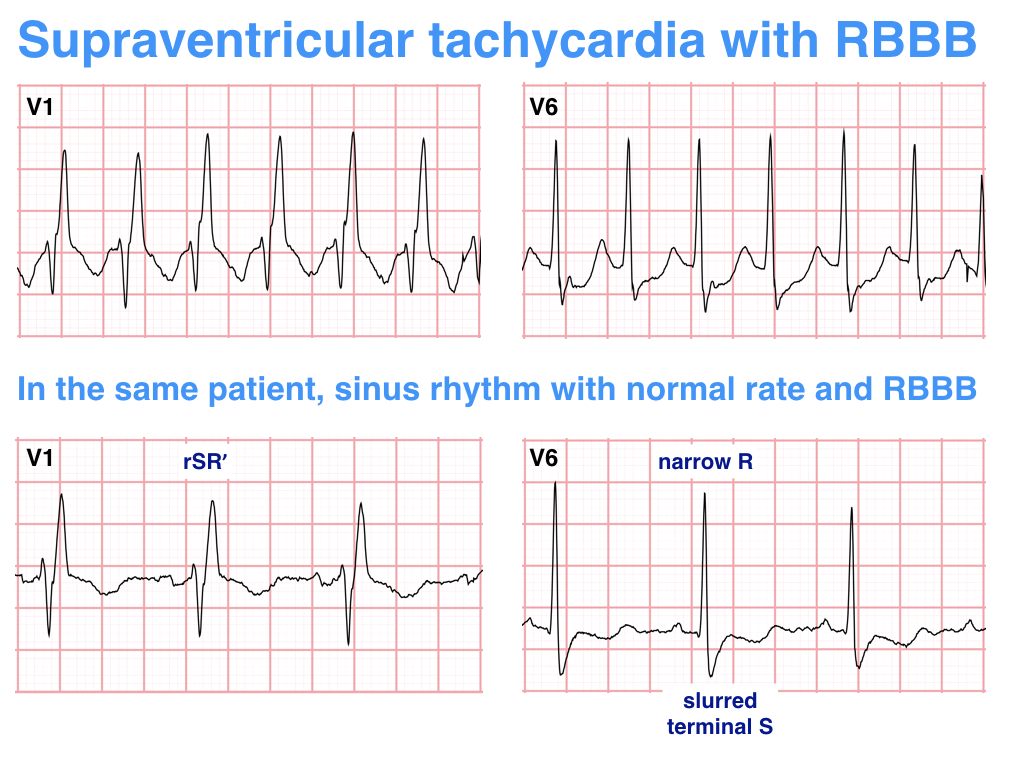 Supraventricular tachycardia with RBBB
V1
V6
In the same patient, sinus rhythm with normal rate and RBBB
V1
rSR’
V6
narrow R
slurred
terminal S